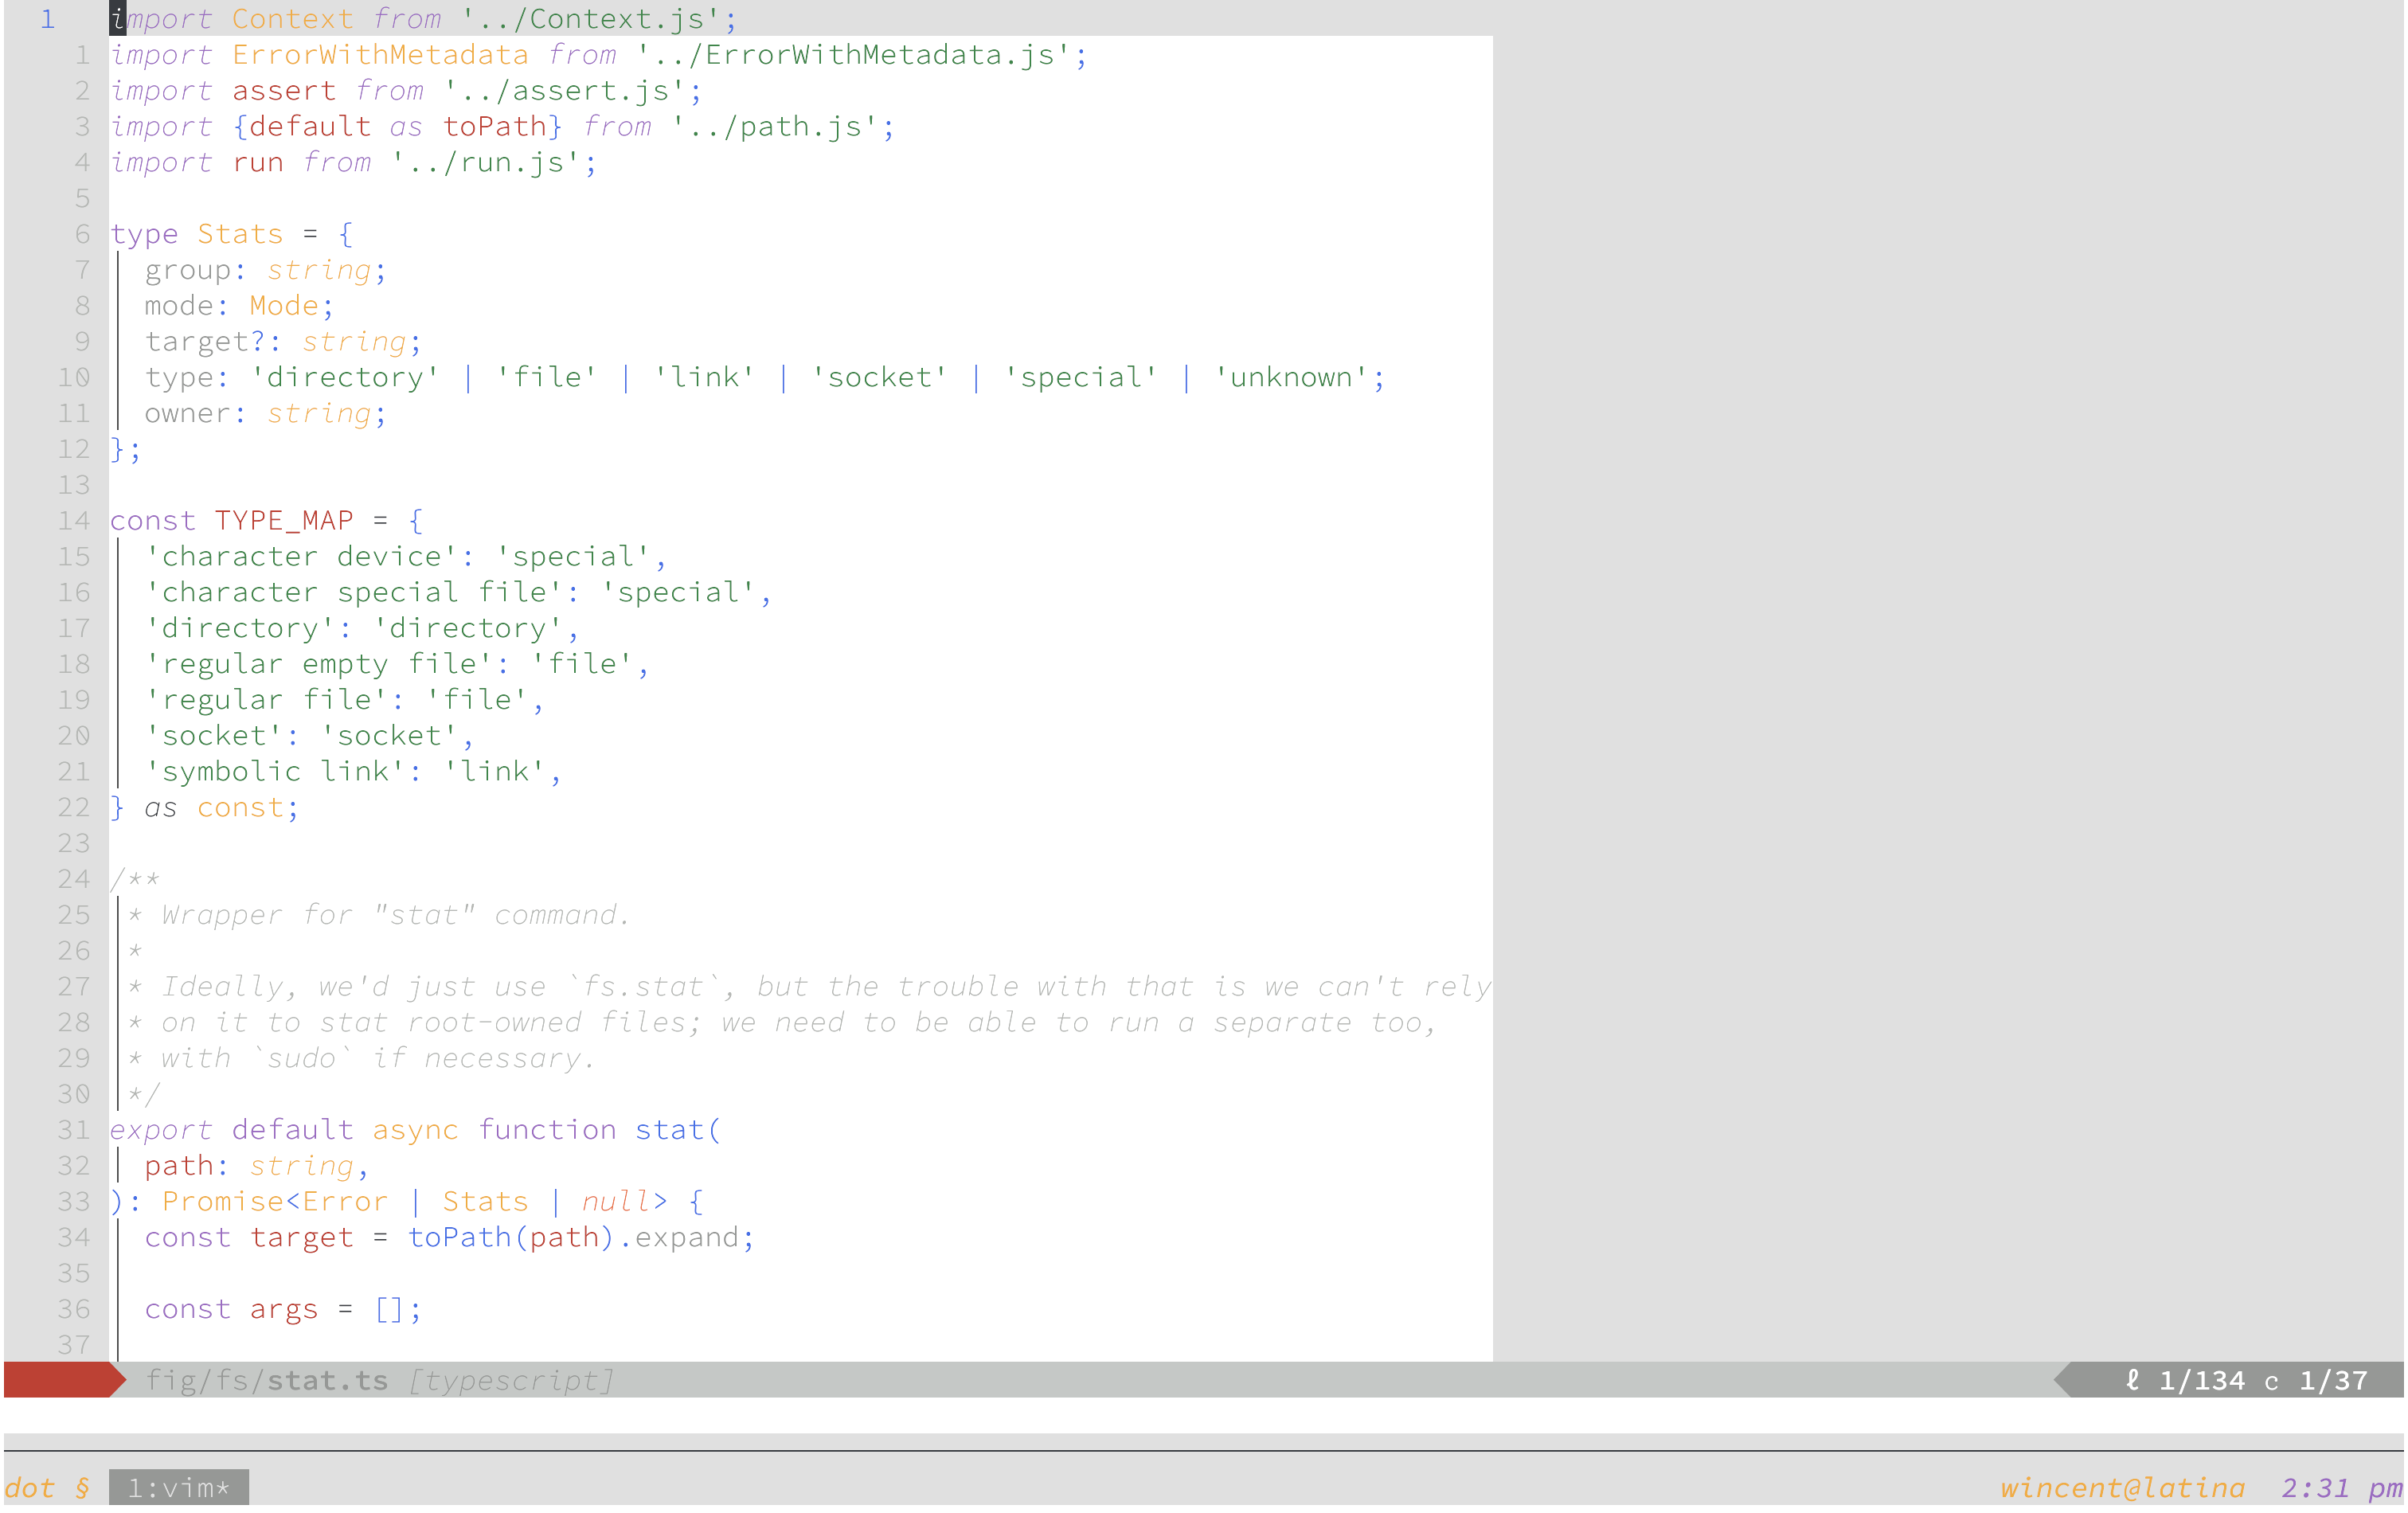 1 import Context from '../Context.js';
1 import ErrorWithMetadata from '../ErrorWithMetadata.js';
2 import assert from '../assert.js';
3 import {default as toPath} from '../path.js';
4 import run from '../run.js';
5
6 type Stats = {
7 group: string;
8 mode: Mode;
9 target?: string;
10 type: 'directory' | 'file' | 'link' | 'socket' | 'special' | 'unknown';
11 owner: string;
12 };
13
14 const TYPE_MAP = {
15 'character device': 'special',
16 'character special file': 'special',
17 'directory': 'directory',
18 'regular empty file': 'file',
19 'regular file': 'file',
20 'socket': 'socket',
21 'symbolic link': 'link',
22 } as const;
23
24 /**
25 * Wrapper for "stat" command.
26 *
27 * Ideally, we'd just use `fs.stat`, but the trouble with that is we can't rely
28 * on it to stat root-owned files; we need to be able to run a separate too,
29 * with `sudo` if necessary.
30 */
31 export default async function stat(
32 path: string,
33 ): Promise<Error | Stats | null> {
34 const target = toPath(path).expand;
35
36 const args = [];
37
fig/fs/stat.ts [typescript] ℓ 1/134 c 1/37
dot § 1:vim* wincent@latina 2:31 pm